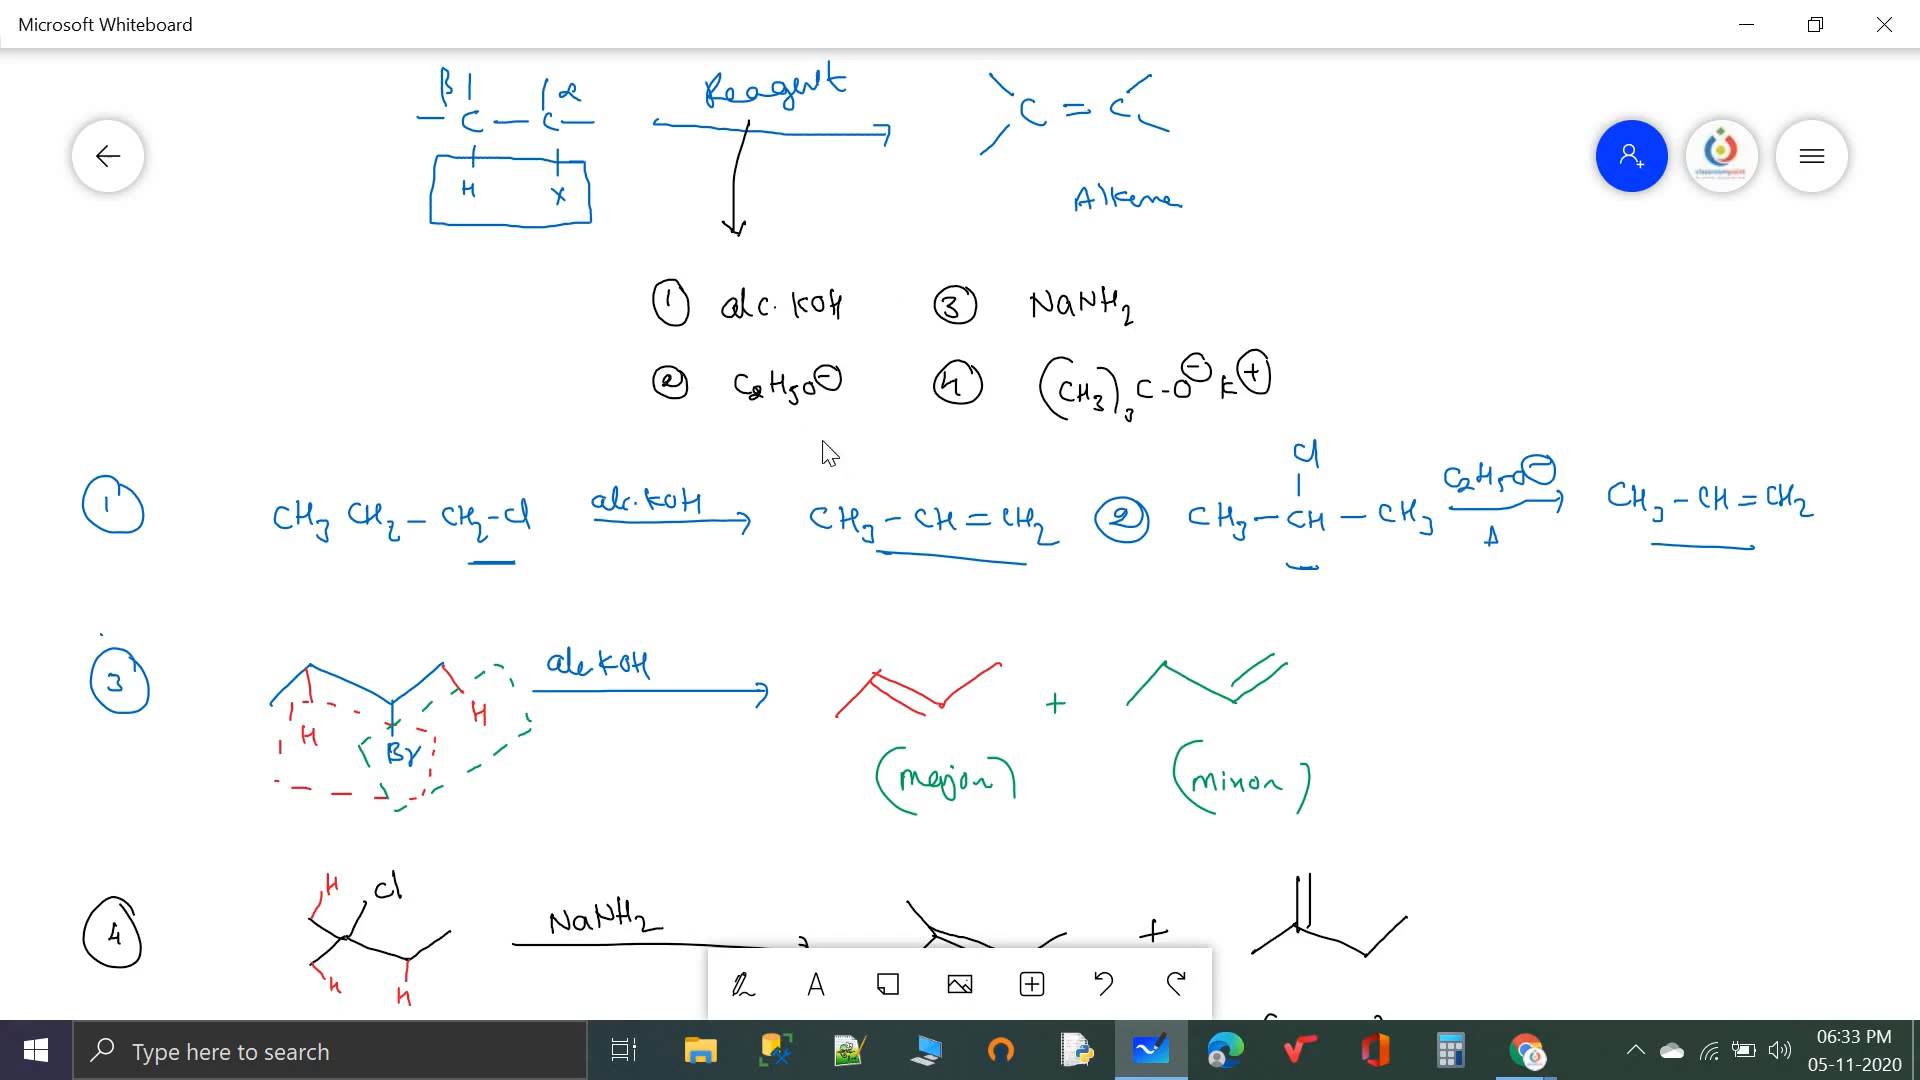 Microsoft Whiteboard
β α
— C — C — Reagent C = C
H X
Alkene
① alc. KOH ③ NaNH₂
② C₂H₅O⊖ ④ (CH₃)₃C-O⊖ K⊕
① CH₃ CH₂ — CH₂-Cl alc. KOH CH₃ — CH = CH₂
② Cl
CH₃ — CH — CH₃ C₂H₅O⊖ Δ CH₃ — CH = CH₂
③ H Br H alc KOH +
(major) (minor)
④ H Cl H H NaNH₂ +
A
Type here to search
06:33 PM
05-11-2020